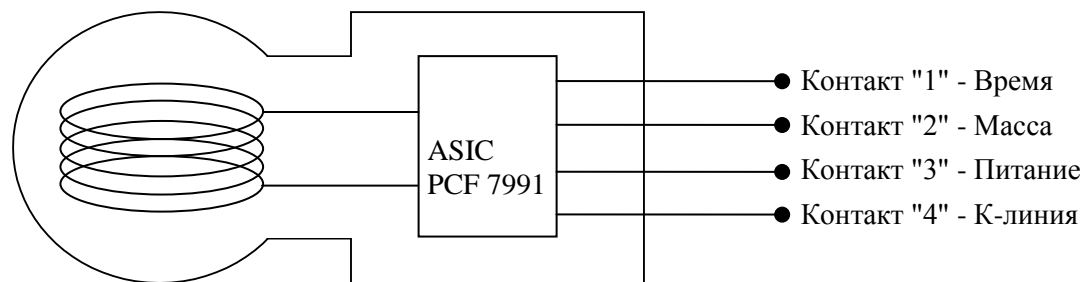 Контакт "1" - Время
Контакт "2" - Масса
ASIC
PCF 7991
Контакт "3" - Питание
Контакт "4" - К-линия